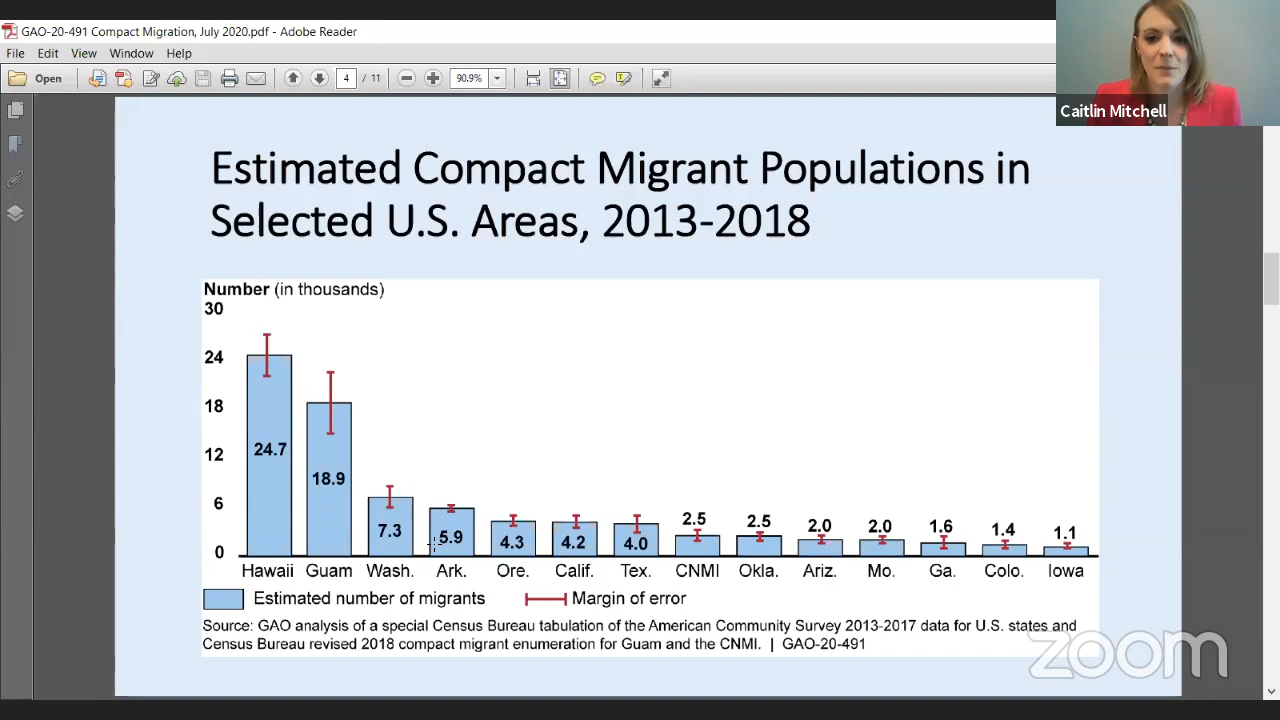 GAO-20-491 Compact Migration, July 2020.pdf - Adobe Reader
File Edit View Window Help
Open 4 / 11 90.9%
Caitlin Mitchell
Estimated Compact Migrant Populations in
Selected U.S. Areas, 2013-2018
Number (in thousands)
30
24
18
12
6
0
24.7
18.9
7.3
5.9
4.3
4.2
4.0
2.5
2.5
2.0
2.0
1.6
1.4
1.1
Hawaii Guam Wash. Ark. Ore. Calif. Tex. CNMI Okla. Ariz. Mo. Ga. Colo. Iowa
Estimated number of migrants Margin of error
Source: GAO analysis of a special Census Bureau tabulation of the American Community Survey 2013-2017 data for U.S. states and
Census Bureau revised 2018 compact migrant enumeration for Guam and the CNMI. | GAO-20-491
zoom